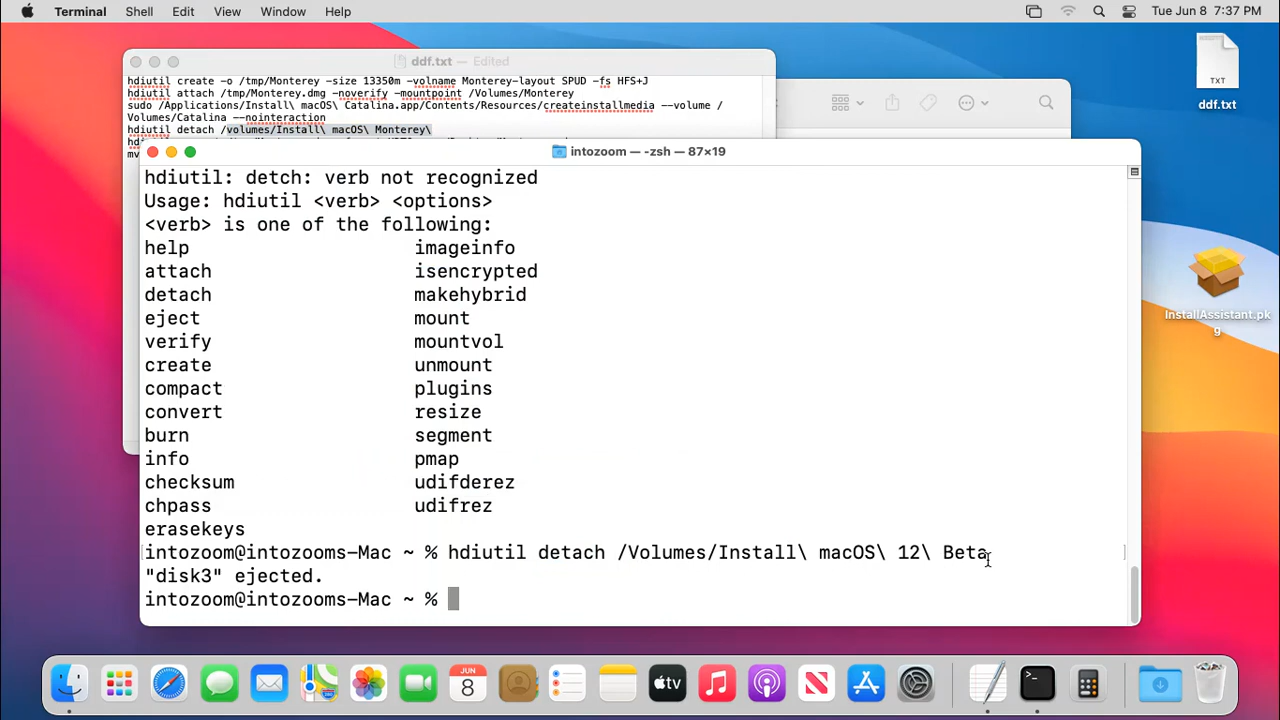 Terminal Shell Edit View Window Help Tue Jun 8 7:37 PM
ddf.txt — Edited
hdiutil create -o /tmp/Monterey -size 13350m -volname Monterey-layout SPUD -fs HFS+J
hdiutil attach /tmp/Monterey.dmg -noverify -mountpoint /Volumes/Monterey
sudo /Applications/Install\ macOS\ Catalina.app/Contents/Resources/createinstallmedia --volume /
Volumes/Catalina --nointeraction
hdiutil detach /volumes/Install\ macOS\ Monterey\
intozoom — -zsh — 87×19
hdiutil: detch: verb not recognized
Usage: hdiutil <verb> <options>
<verb> is one of the following:
help imageinfo
attach isencrypted
detach makehybrid
eject mount
verify mountvol
create unmount
compact plugins
convert resize
burn segment
info pmap
checksum udifderez
chpass udifrez
erasekeys
intozoom@intozooms-Mac ~ % hdiutil detach /Volumes/Install\ macOS\ 12\ Beta
"disk3" ejected.
intozoom@intozooms-Mac ~ %
TXT
ddf.txt
InstallAssistant.pk
g
JUN
8
tv
>_